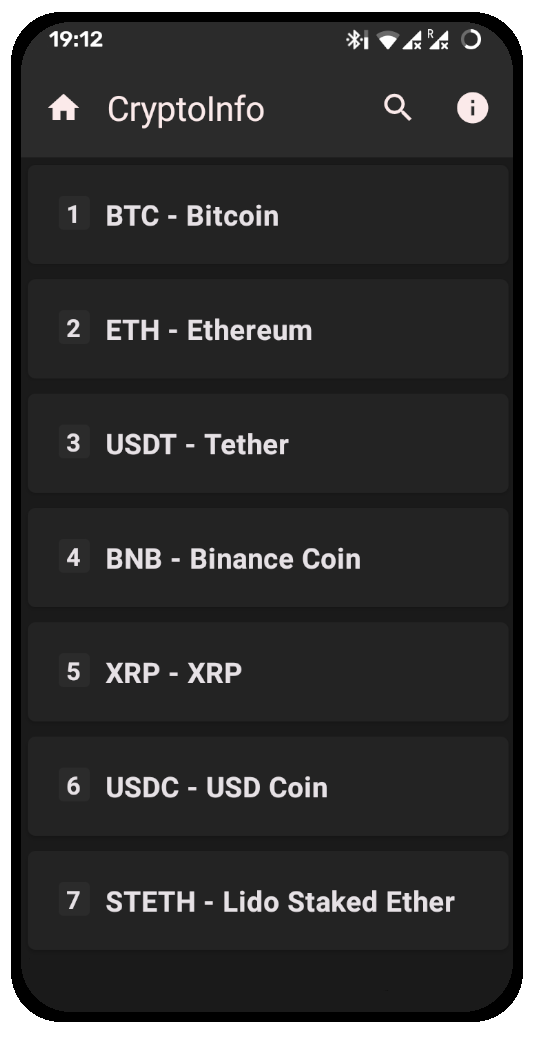 19:12
R
CryptoInfo
1 BTC - Bitcoin
2 ETH - Ethereum
3 USDT - Tether
4 BNB - Binance Coin
5 XRP - XRP
6 USDC - USD Coin
7 STETH - Lido Staked Ether